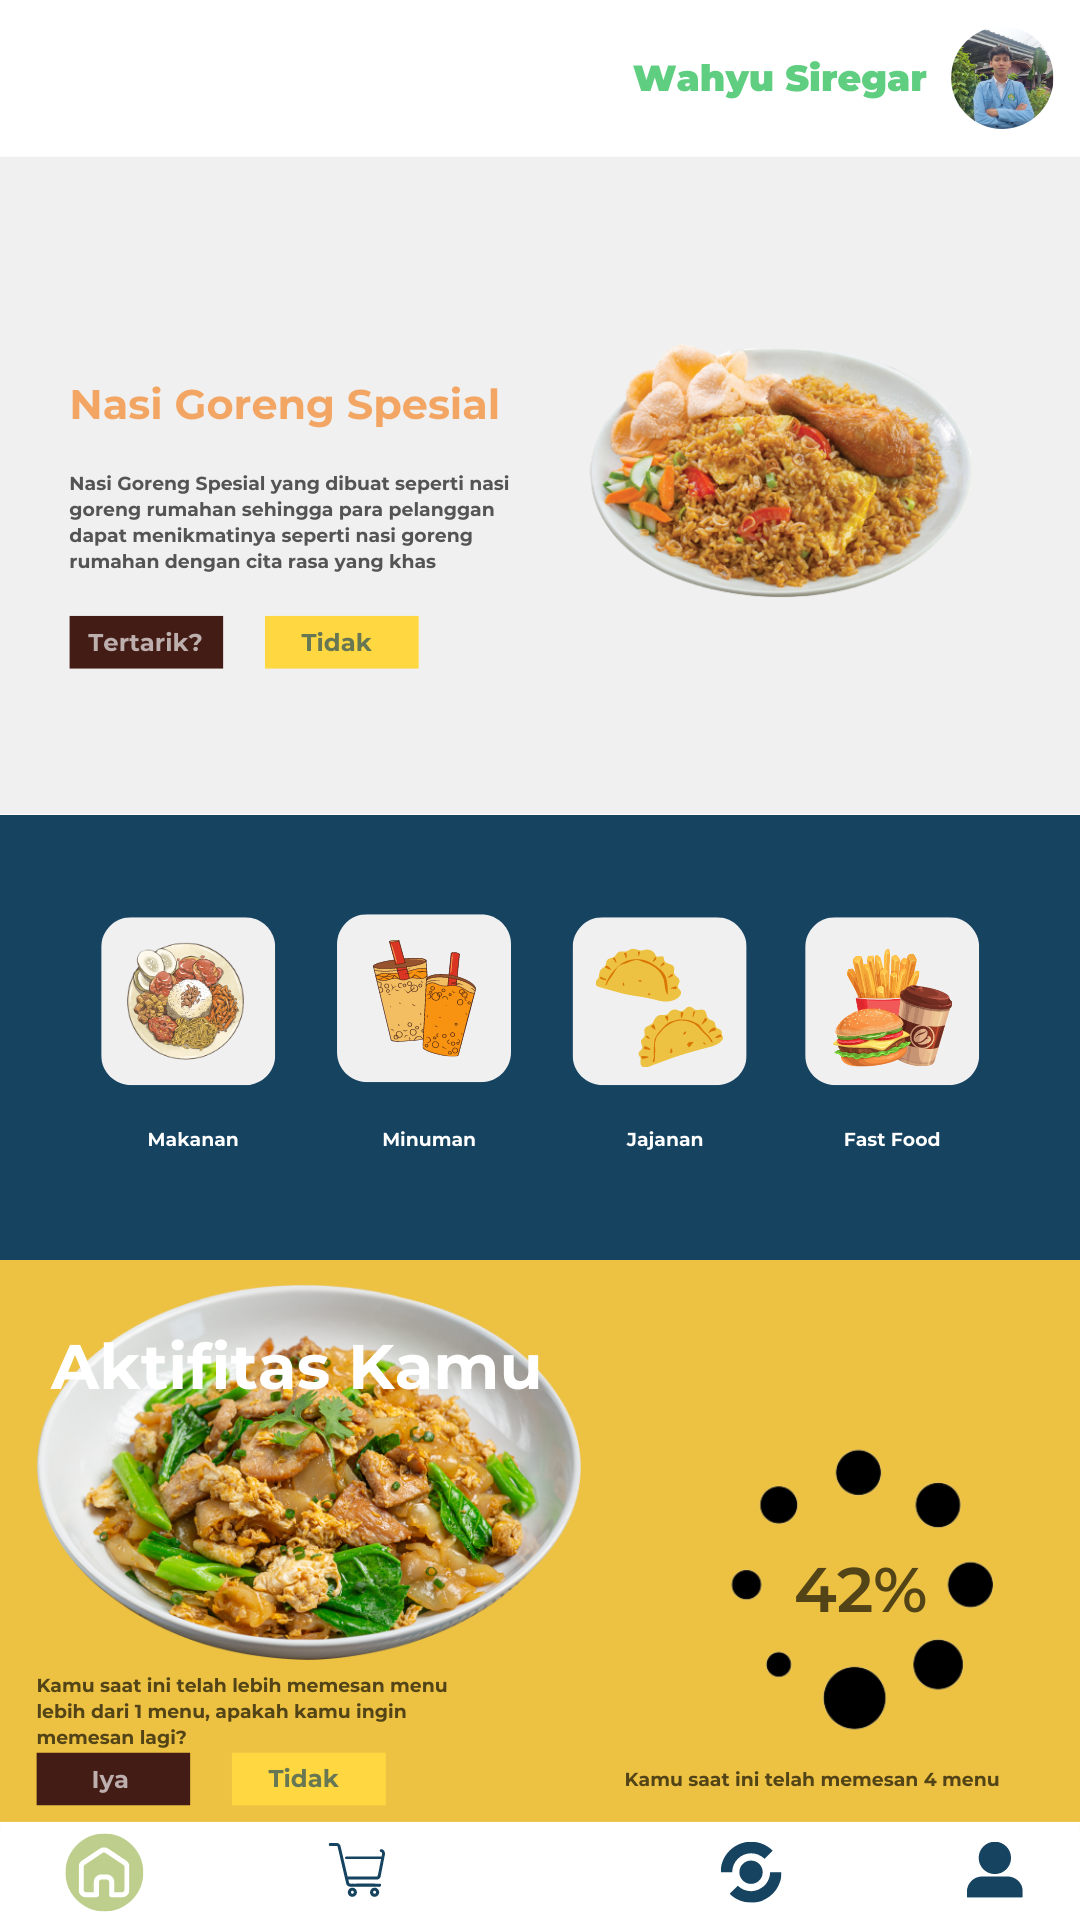 Wahyu Siregar
Nasi Goreng Spesial
Nasi Goreng Spesial yang dibuat seperti nasi
goreng rumahan sehingga para pelanggan
dapat menikmatinya seperti nasi goreng
rumahan dengan cita rasa yang khas
Tertarik?
Tidak
Makanan
Minuman
Jajanan
Fast Food
Aktifitas Kamu
42%
Kamu saat ini telah lebih memesan menu
lebih dari 1 menu, apakah kamu ingin
memesan lagi?
Iya
Tidak
Kamu saat ini telah memesan 4 menu